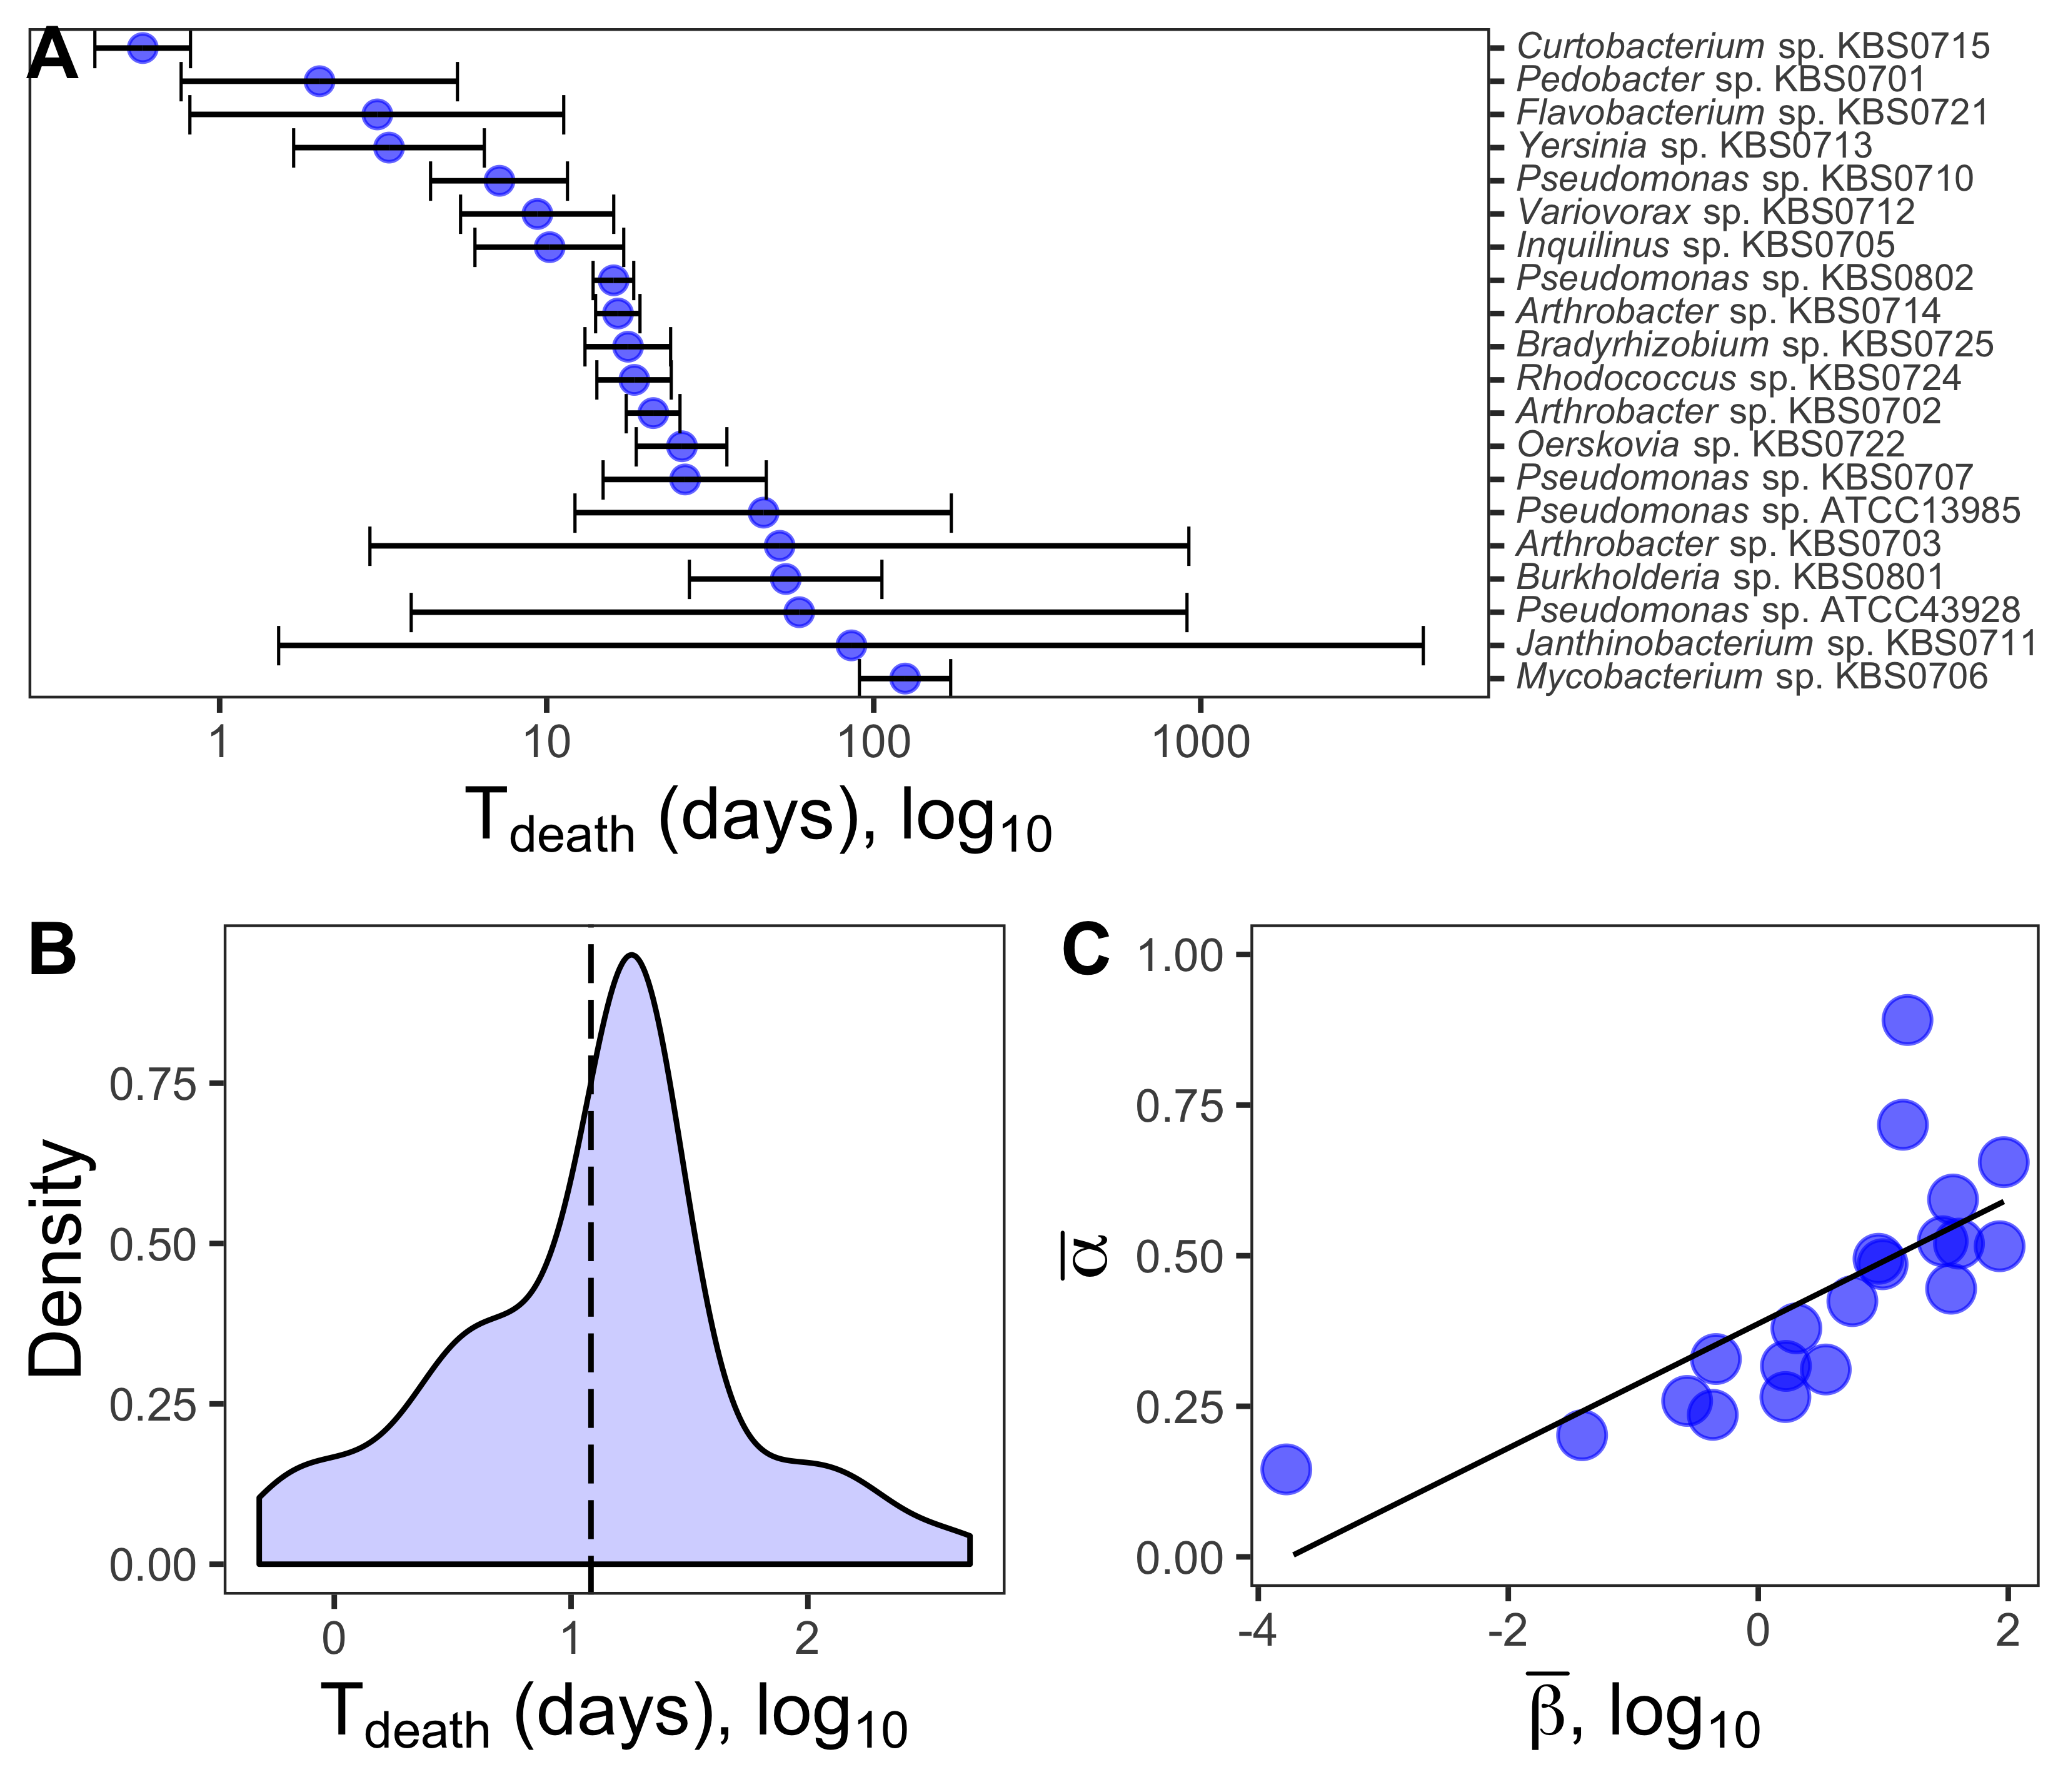 A
Curtobacterium sp. KBS0715
Pedobacter sp. KBS0701
Flavobacterium sp. KBS0721
Yersinia sp. KBS0713
Pseudomonas sp. KBS0710
Variovorax sp. KBS0712
Inquilinus sp. KBS0705
Pseudomonas sp. KBS0802
Arthrobacter sp. KBS0714
Bradyrhizobium sp. KBS0725
Rhodococcus sp. KBS0724
Arthrobacter sp. KBS0702
Oerskovia sp. KBS0722
Pseudomonas sp. KBS0707
Pseudomonas sp. ATCC13985
Arthrobacter sp. KBS0703
Burkholderia sp. KBS0801
Pseudomonas sp. ATCC43928
Janthinobacterium sp. KBS0711
Mycobacterium sp. KBS0706
1 10 100 1000
T_death (days), log_10
B
Density
0.75
0.50
0.25
0.00
0 1 2
T_death (days), log_10
C
α̅
1.00
0.75
0.50
0.25
0.00
-4 -2 0 2
β̅, log_10